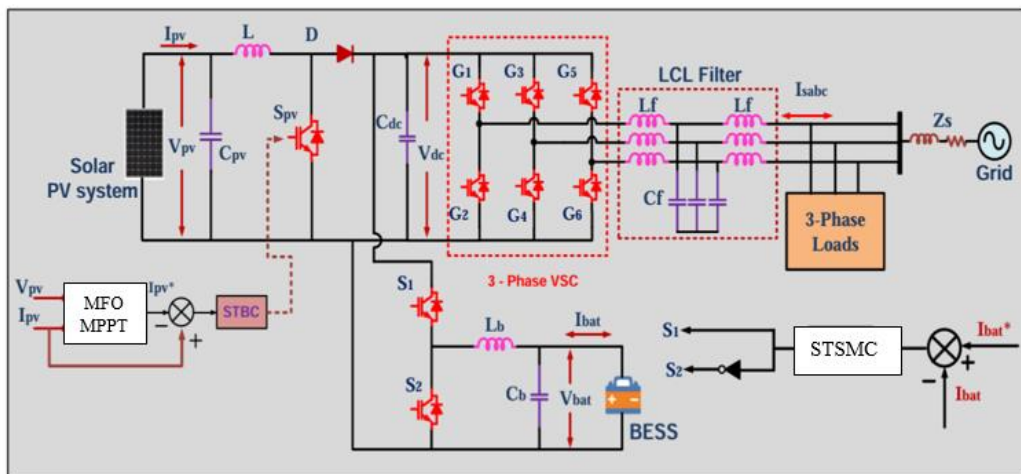 Ipv
L
D
G1
G3
G5
LCL Filter
Lf
Lf
Isabc
Zs
Spv
Cdc
Vpv
Cpv
Vdc
Solar
PV system
Grid
G2
G4
G6
Cf
3-Phase
Loads
3 - Phase VSC
Vpv
Ipv
MFO
MPPT
Ipv*
−
+
STBC
S1
S2
Lb
Ibat
Cb
Vbat
BESS
S1
S2
STSMC
Ibat*
+
−
Ibat